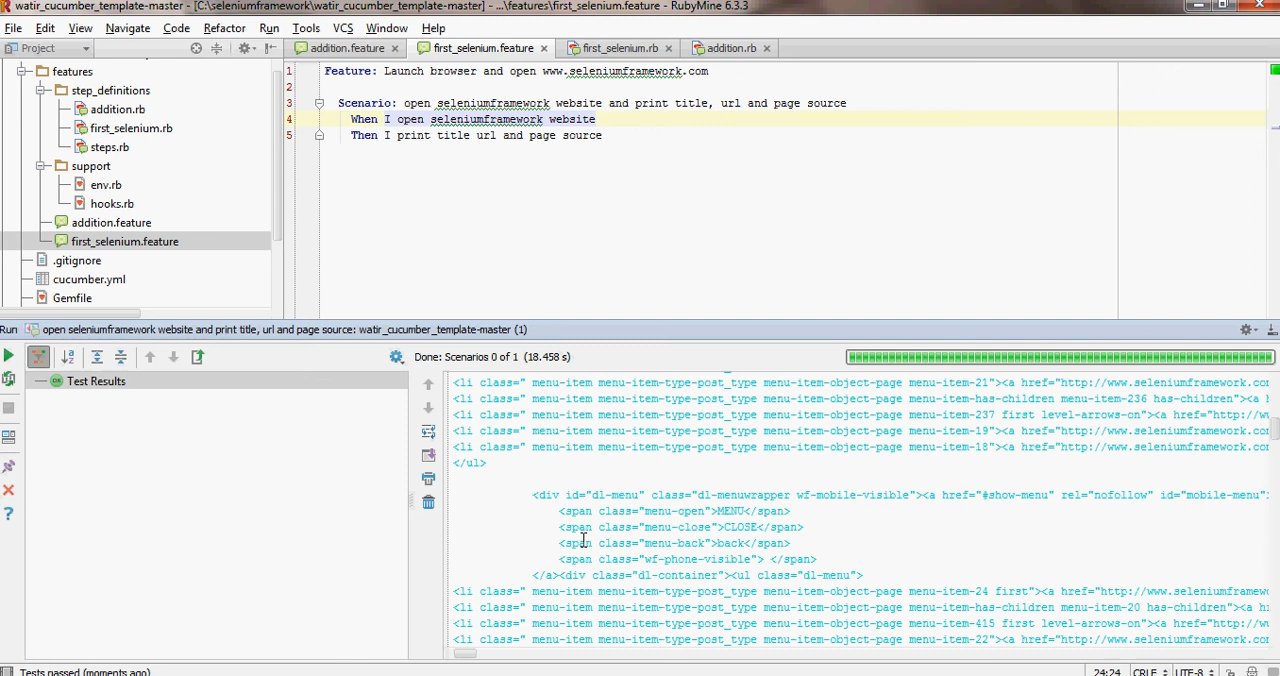 watir_cucumber_template-master - [C:\seleniumframework\watir_cucumber_template-master] - ...\features\first_selenium.feature - RubyMine 6.3.3
File Edit View Navigate Code Refactor Run Tools VCS Window Help
Project
addition.feature first_selenium.feature first_selenium.rb addition.rb
features
step_definitions
addition.rb
first_selenium.rb
steps.rb
support
env.rb
hooks.rb
addition.feature
first_selenium.feature
.gitignore
cucumber.yml
Gemfile
1 Feature: Launch browser and open www.seleniumframework.com
2
3 Scenario: open seleniumframework website and print title, url and page source
4 When I open seleniumframework website
5 Then I print title url and page source
Run open seleniumframework website and print title, url and page source: watir_cucumber_template-master (1)
Done: Scenarios 0 of 1 (18.458 s)
Test Results
<li class=" menu-item menu-item-type-post_type menu-item-object-page menu-item-21"><a href="http://www.seleniumframework.com
<li class=" menu-item menu-item-type-post_type menu-item-object-page menu-item-has-children menu-item-236 has-children"><a h
<li class=" menu-item menu-item-type-post_type menu-item-object-page menu-item-237 first level-arrows-on"><a href="http://ww
<li class=" menu-item menu-item-type-post_type menu-item-object-page menu-item-19"><a href="http://www.seleniumframework.com
<li class=" menu-item menu-item-type-post_type menu-item-object-page menu-item-18"><a href="http://www.seleniumframework.com
</ul>
<div id="dl-menu" class="dl-menuwrapper wf-mobile-visible"><a href="#show-menu" rel="nofollow" id="mobile-menu">
<span class="menu-open">MENU</span>
<span class="menu-close">CLOSE</span>
<span class="menu-back">back</span>
<span class="wf-phone-visible"> </span>
</a><div class="dl-container"><ul class="dl-menu">
<li class=" menu-item menu-item-type-post_type menu-item-object-page menu-item-24 first"><a href="http://www.seleniumframewo
<li class=" menu-item menu-item-type-post_type menu-item-object-page menu-item-has-children menu-item-20 has-children"><a hr
<li class=" menu-item menu-item-type-post_type menu-item-object-page menu-item-415 first level-arrows-on"><a href="http://ww
<li class=" menu-item menu-item-type-post_type menu-item-object-page menu-item-22"><a href="http://www.seleniumframework.com
Tests passed (moments ago) 24:24 CRLF UTF-8